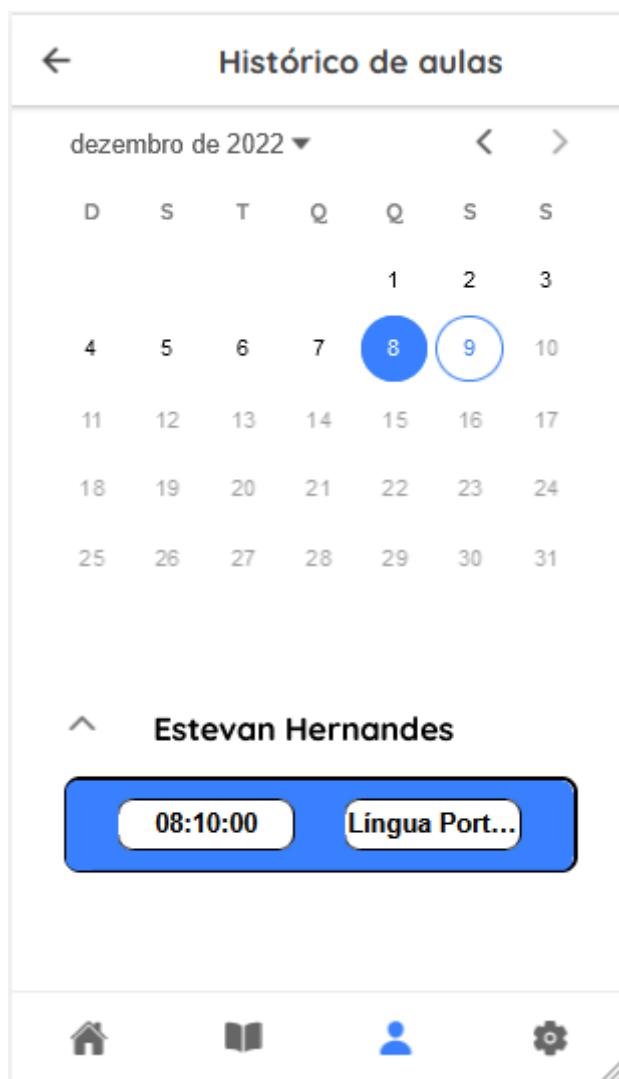 Histórico de aulas
dezembro de 2022
D S T Q Q S S
1 2 3
4 5 6 7 8 9 10
11 12 13 14 15 16 17
18 19 20 21 22 23 24
25 26 27 28 29 30 31
Estevan Hernandes
08:10:00 Língua Port...